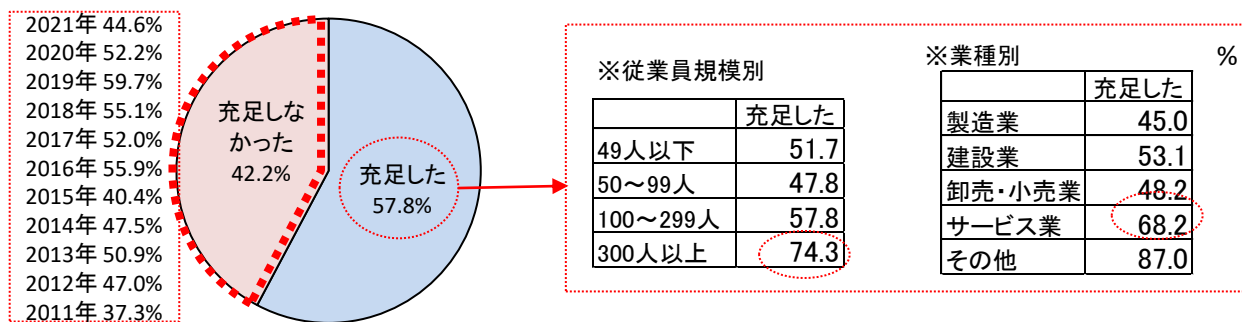 2021年 44.6%
2020年 52.2%
2019年 59.7%
2018年 55.1%
2017年 52.0%
2016年 55.9%
2015年 40.4%
2014年 47.5%
2013年 50.9%
2012年 47.0%
2011年 37.3%
充足しな
かった
42.2%
充足した
57.8%
※従業員規模別
充足した
49人以下 51.7
50～99人 47.8
100～299人 57.8
300人以上 74.3
※業種別 %
充足した
製造業 45.0
建設業 53.1
卸売・小売業 48.2
サービス業 68.2
その他 87.0